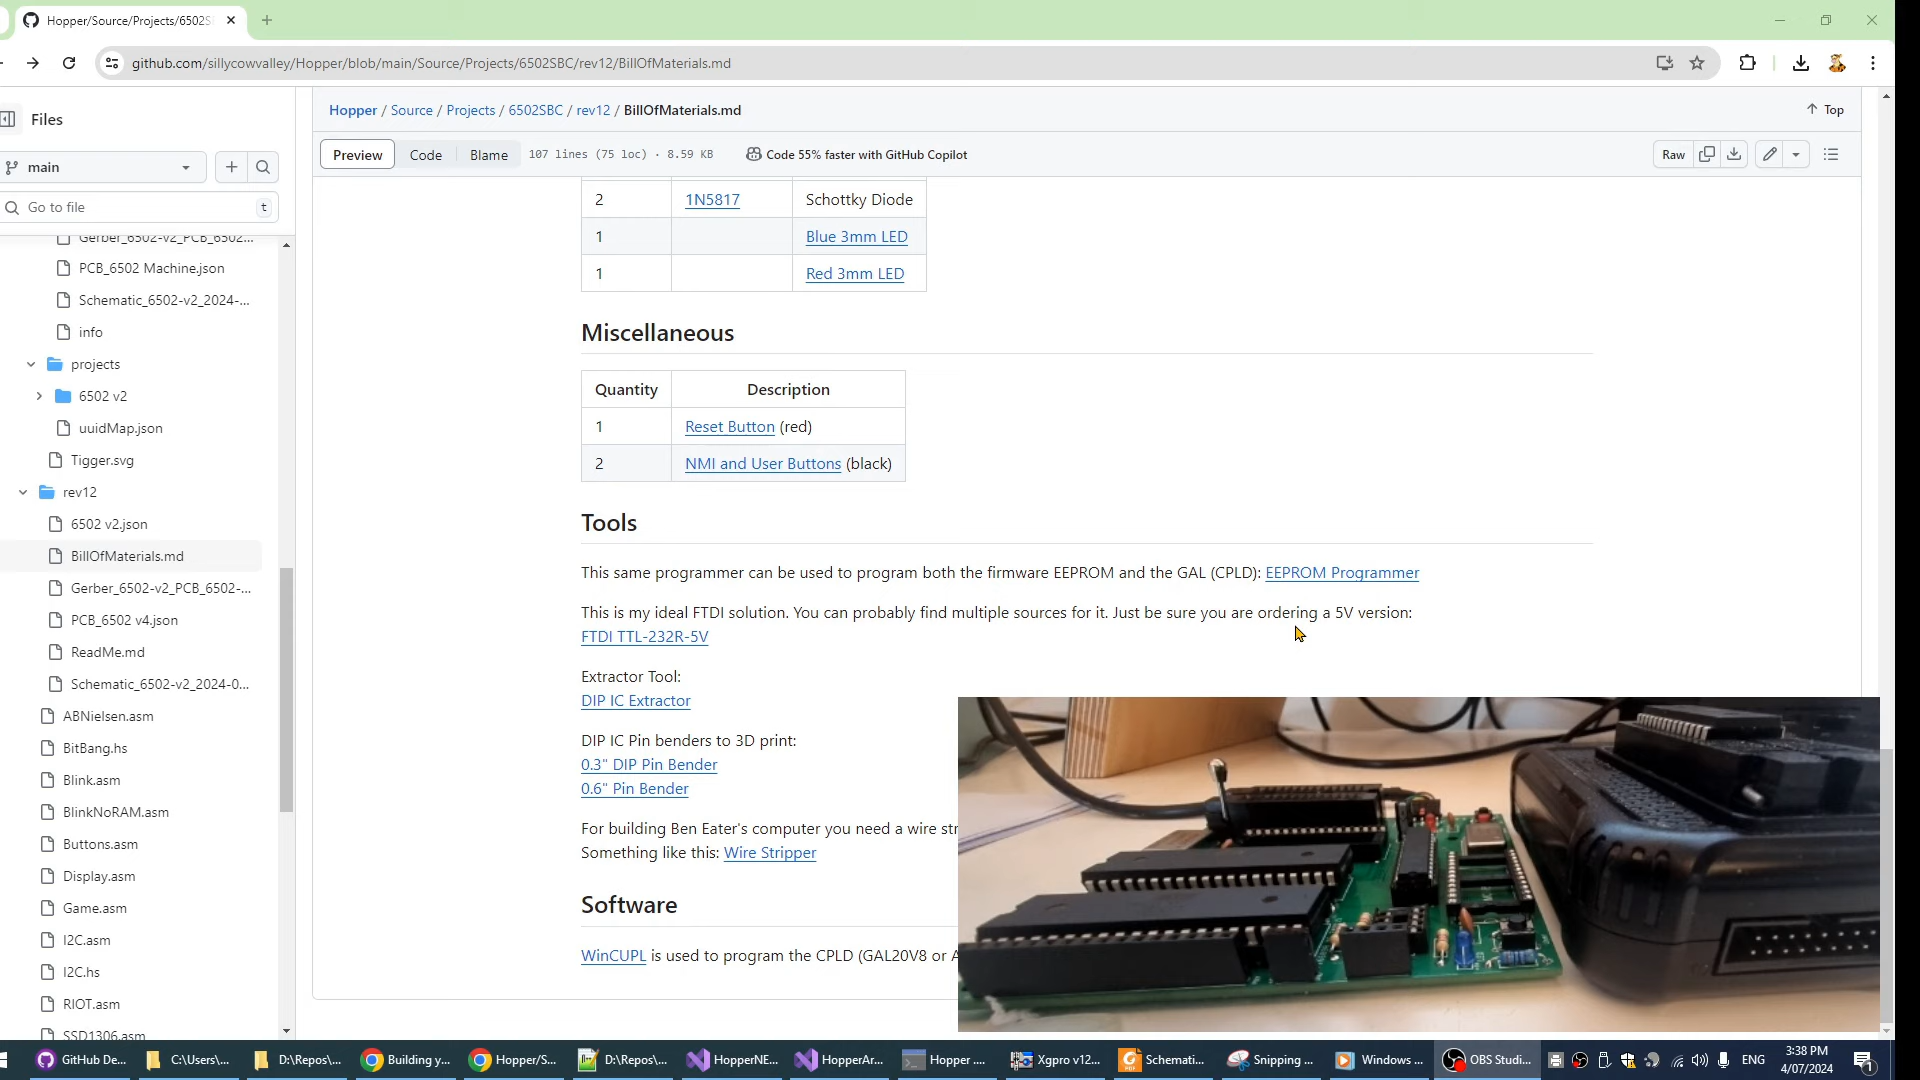 Hopper/Source/Projects/6502S
github.com/sillycowvalley/Hopper/blob/main/Source/Projects/6502SBC/rev12/BillOfMaterials.md
Files
main
Go to file
t
Gerber_6502-v2_PCB_6502...
PCB_6502 Machine.json
Schematic_6502-v2_2024-...
info
projects
6502 v2
uuidMap.json
Tigger.svg
rev12
6502 v2.json
BillOfMaterials.md
Gerber_6502-v2_PCB_6502-...
PCB_6502 v4.json
ReadMe.md
Schematic_6502-v2_2024-0...
ABNielsen.asm
BitBang.hs
Blink.asm
BlinkNoRAM.asm
Buttons.asm
Display.asm
Game.asm
I2C.asm
I2C.hs
RIOT.asm
SSD1306.asm
Hopper / Source / Projects / 6502SBC / rev12 / BillOfMaterials.md
Top
Preview Code Blame 107 lines (75 loc) · 8.59 KB Code 55% faster with GitHub Copilot
Raw
2 1N5817 Schottky Diode
1 Blue 3mm LED
1 Red 3mm LED
Miscellaneous
Quantity Description
1 Reset Button (red)
2 NMI and User Buttons (black)
Tools
This same programmer can be used to program both the firmware EEPROM and the GAL (CPLD): EEPROM Programmer
This is my ideal FTDI solution. You can probably find multiple sources for it. Just be sure you are ordering a 5V version:
FTDI TTL-232R-5V
Extractor Tool:
DIP IC Extractor
DIP IC Pin benders to 3D print:
0.3" DIP Pin Bender
0.6" Pin Bender
For building Ben Eater's computer you need a wire str
Something like this: Wire Stripper
Software
WinCUPL is used to program the CPLD (GAL20V8 or A
GitHub De...
C:\Users\...
D:\Repos\...
Building y...
Hopper/S...
D:\Repos\...
HopperNE...
HopperAr...
Hopper ....
Xgpro v12...
Schemati...
Snipping ...
Windows ...
OBS Studi...
ENG
3:38 PM
4/07/2024
1